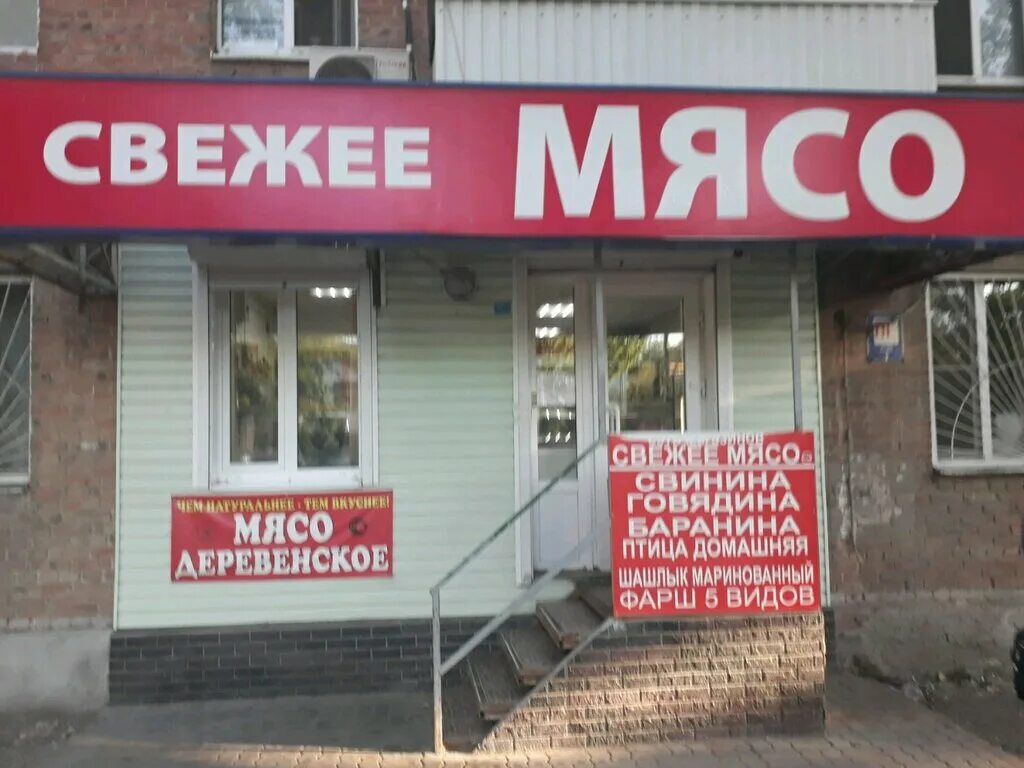 СВЕЖЕЕ МЯСО
ЧЕМ НАТУРАЛЬНЕЕ - ТЕМ ВКУСНЕЕ!
МЯСО
ДЕРЕВЕНСКОЕ
СВЕЖЕЕ МЯСО
СВИНИНА
ГОВЯДИНА
БАРАНИНА
ПТИЦА ДОМАШНЯЯ
ШАШЛЫК МАРИНОВАННЫЙ
ФАРШ 5 ВИДОВ